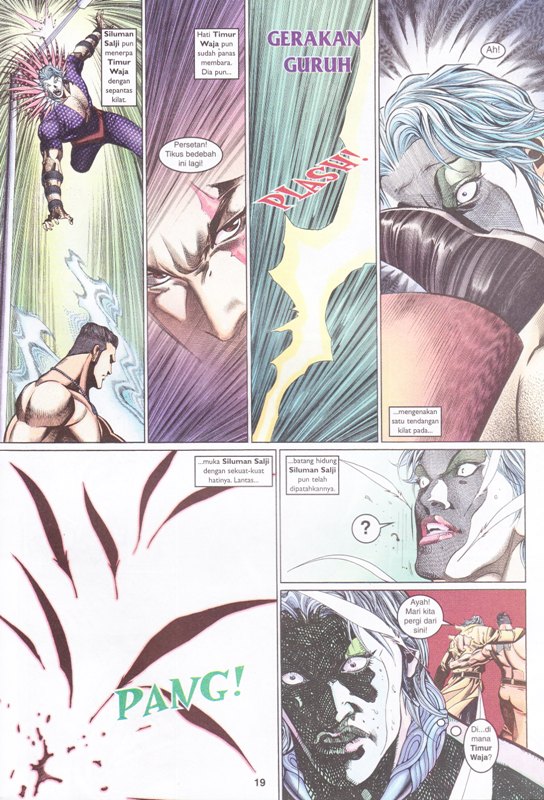 Siluman
Salji pun
menerpa
Timur
Waja
dengan
sepantas
kilat.
Hati Timur
Waja pun
sudah panas
membara.
Dia pun...
Persetan!
Tikus bedebah
ini lagi!
GERAKAN
GURUH
PLASH!
Ah!
...mengenakan
satu tendangan
kilat pada...
...muka Siluman Salji
dengan sekuat-kuat
hatinya. Lantas...
PANG!
...batang hidung
Siluman Salji
pun telah
dipatahkannya.
?
Ayah!
Mari kita
pergi dari
sini!
Di...di
mana
Timur
Waja?
19